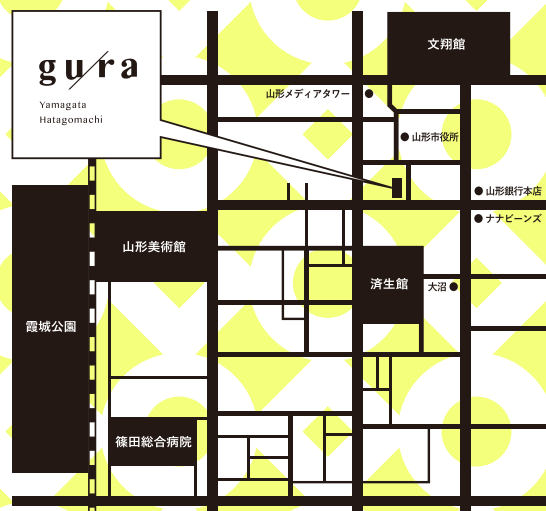 gura
Yamagata
Hatagomachi
文翔館
山形メディアタワー
山形市役所
山形銀行本店
ナナビーンズ
山形美術館
済生館
大沼
霞城公園
篠田総合病院